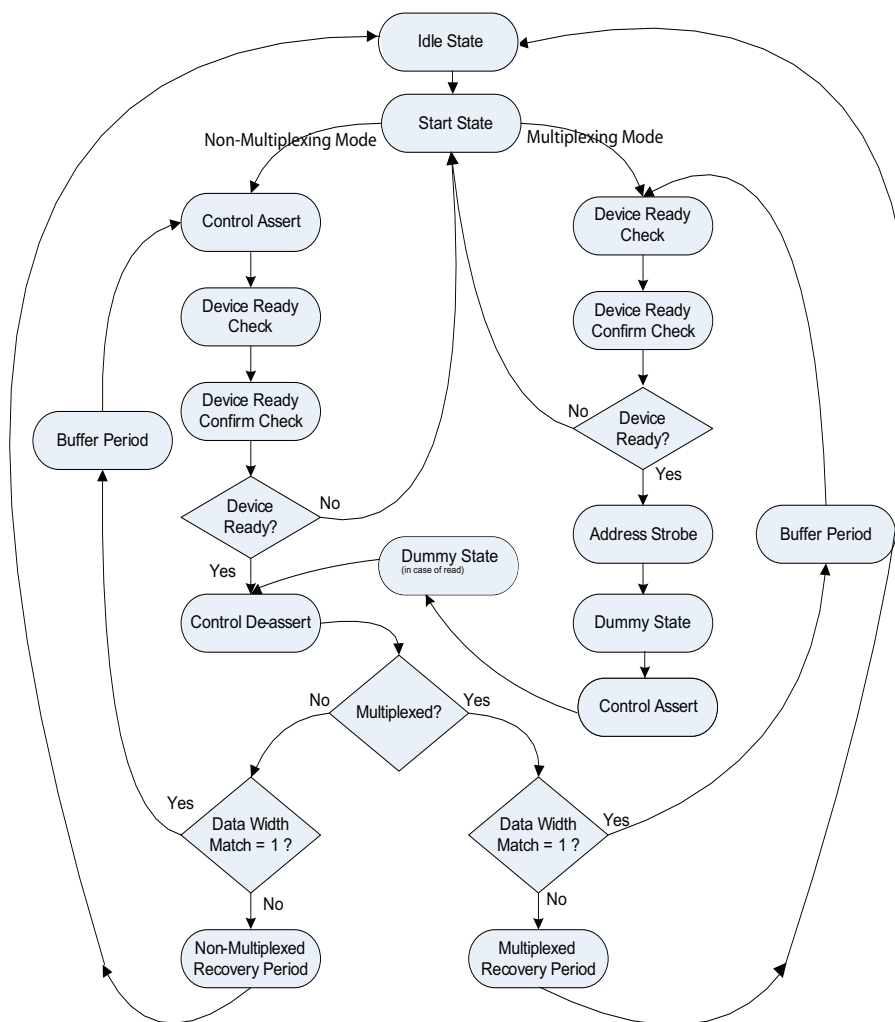 Idle State
Start State
Non-Multiplexing Mode
Multiplexing Mode
Control Assert
Device Ready
Check
Device Ready
Check
Device Ready
Confirm Check
Device Ready
Confirm Check
Buffer Period
No
Device
Ready?
No
Device
Ready?
Yes
Yes
Address Strobe
Buffer Period
Dummy State
(in case of read)
Control De-assert
Dummy State
No
Multiplexed?
Yes
Control Assert
Yes
Data Width
Match = 1 ?
Data Width
Match = 1 ?
Yes
No
No
Non-Multiplexed
Recovery Period
Multiplexed
Recovery Period